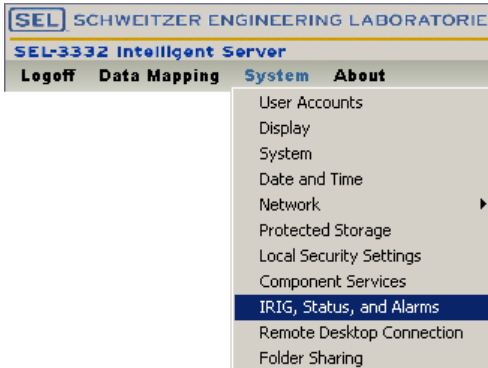 SEL SCHWEITZER ENGINEERING LABORATORIE
SEL-3332 Intelligent Server
Logoff Data Mapping System About
User Accounts
Display
System
Date and Time
Network
Protected Storage
Local Security Settings
Component Services
IRIG, Status, and Alarms
Remote Desktop Connection
Folder Sharing